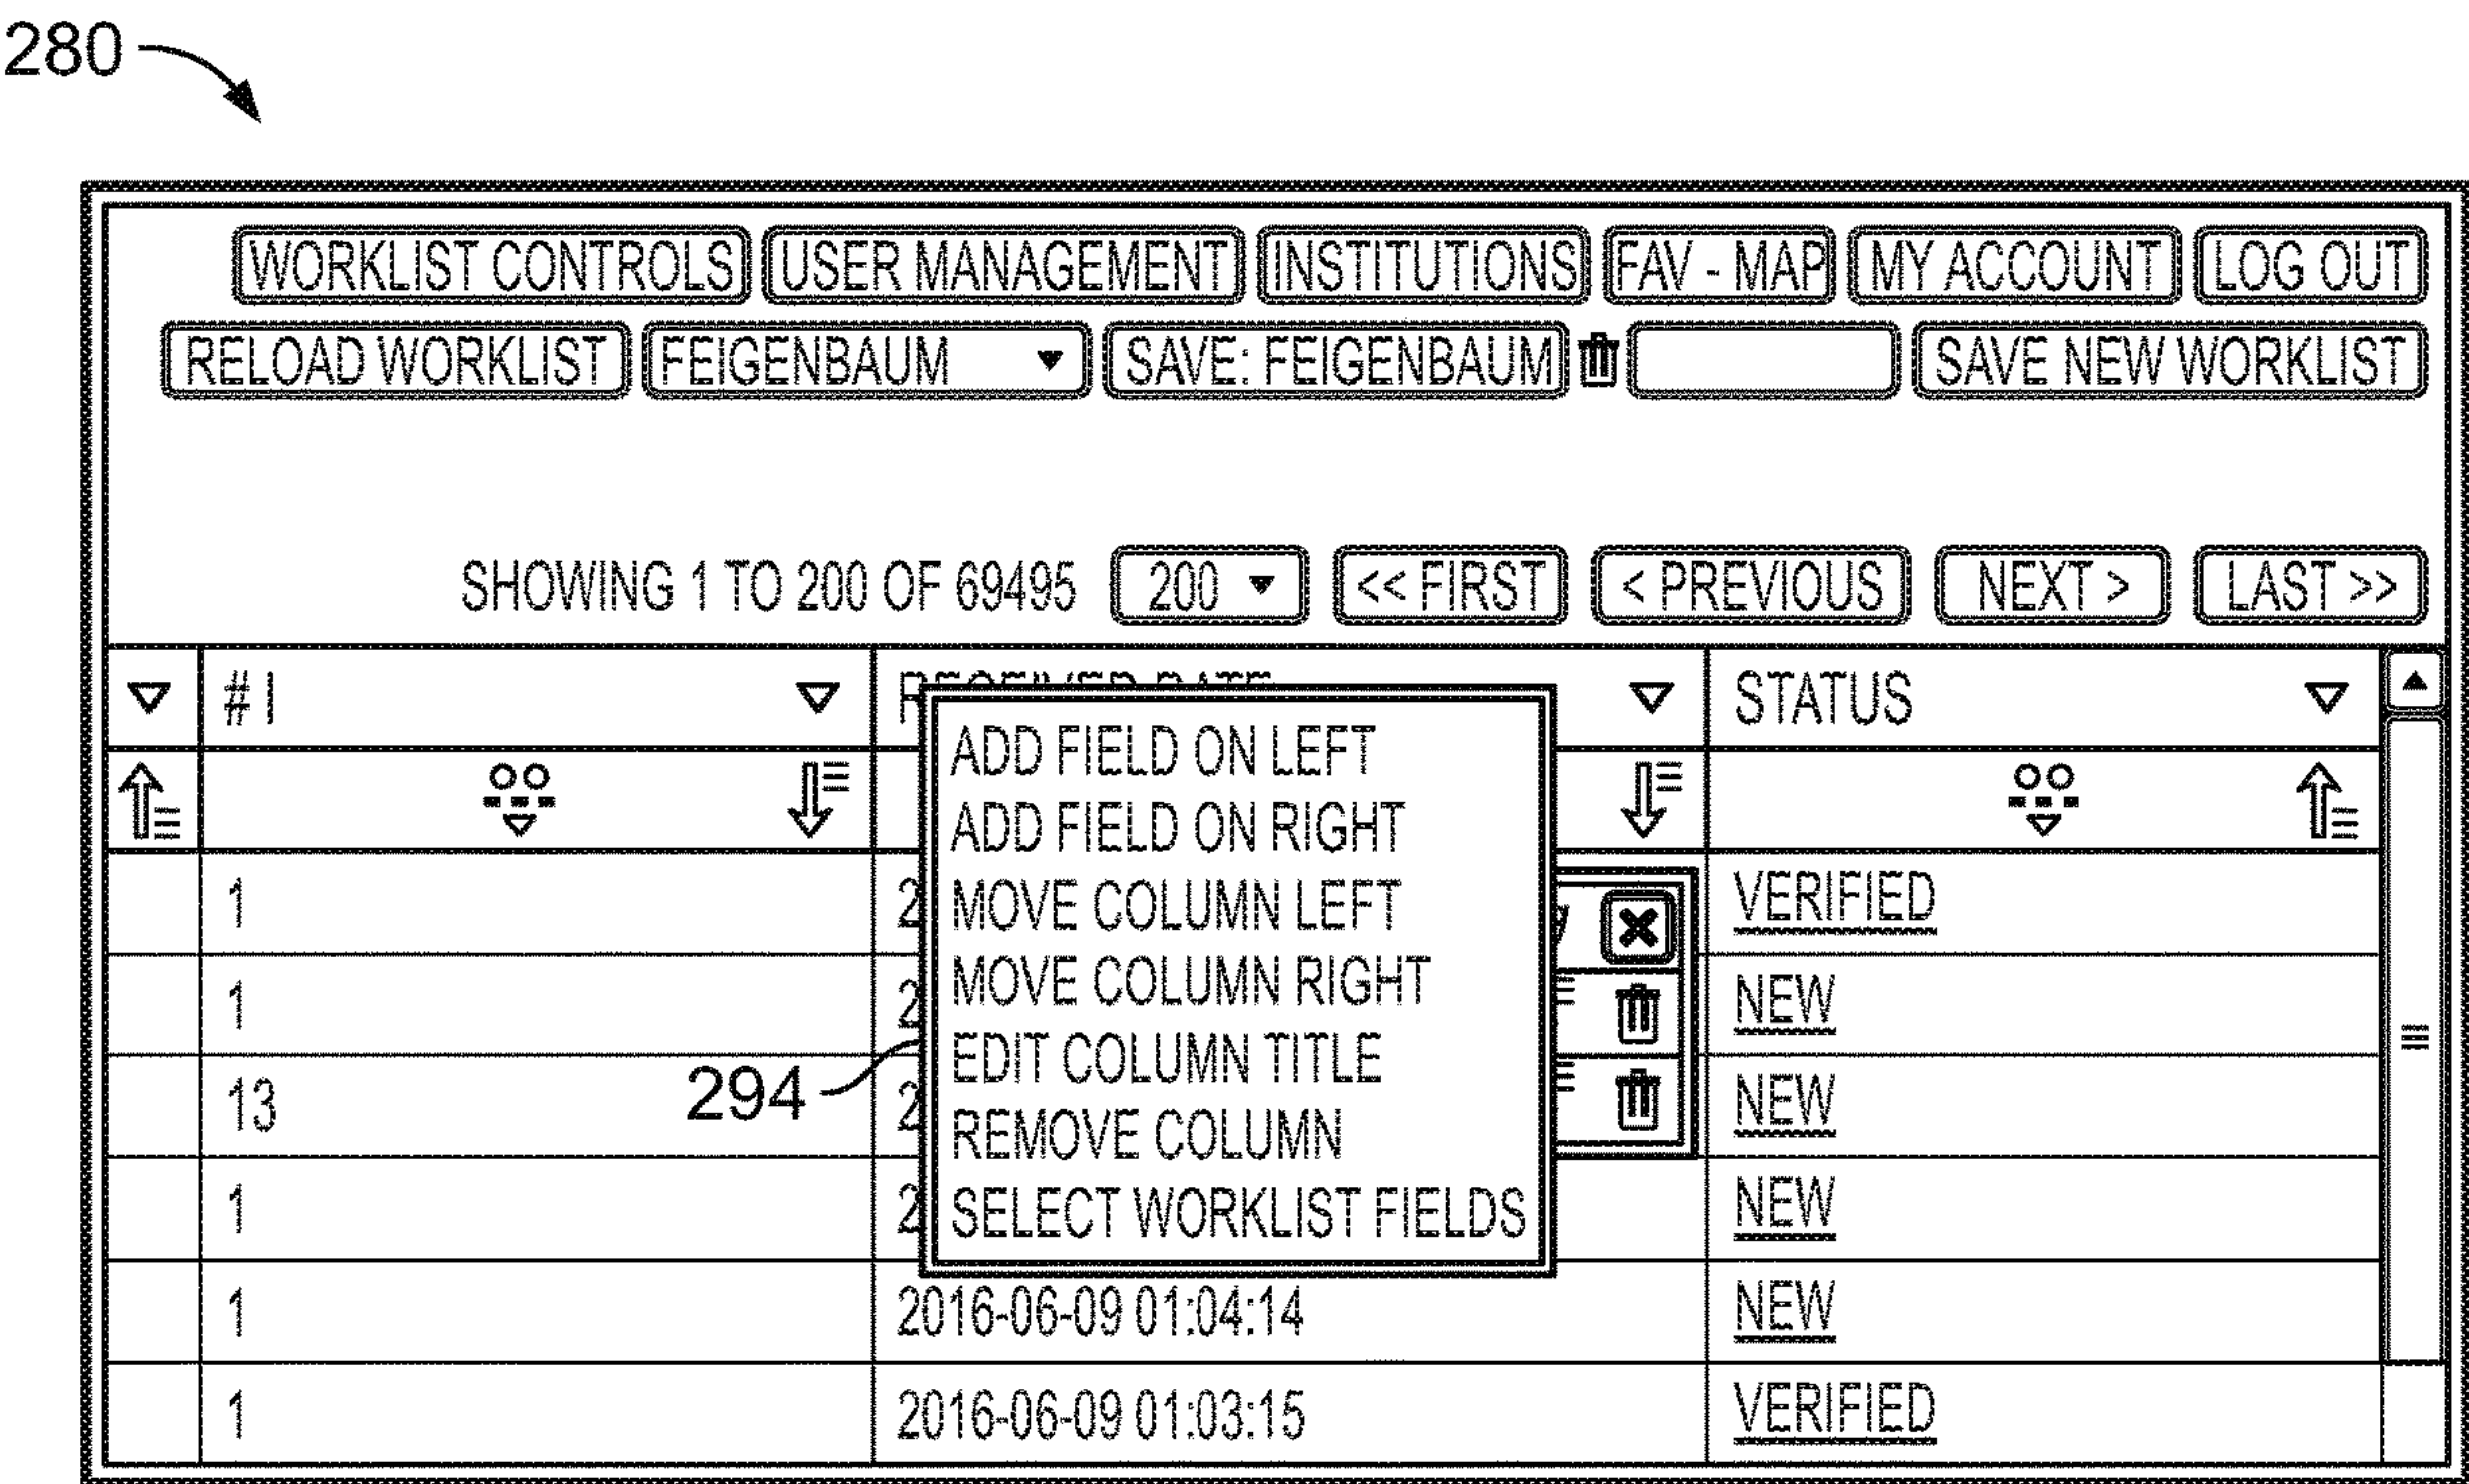 280
WORKLIST CONTROLS USER MANAGEMENT INSTITUTIONS FAV - MAP MY ACCOUNT LOG OUT
RELOAD WORKLIST FEIGENBAUM SAVE: FEIGENBAUM SAVE NEW WORKLIST
SHOWING 1 TO 200 OF 69495 200 << FIRST < PREVIOUS NEXT > LAST >>
# I STATUS
ADD FIELD ON LEFT
ADD FIELD ON RIGHT
1 2 MOVE COLUMN LEFT VERIFIED
1 2 MOVE COLUMN RIGHT NEW
EDIT COLUMN TITLE
13 294 2 REMOVE COLUMN NEW
1 2 SELECT WORKLIST FIELDS NEW
1 2016-06-09 01:04:14 NEW
1 2016-06-09 01:03:15 VERIFIED